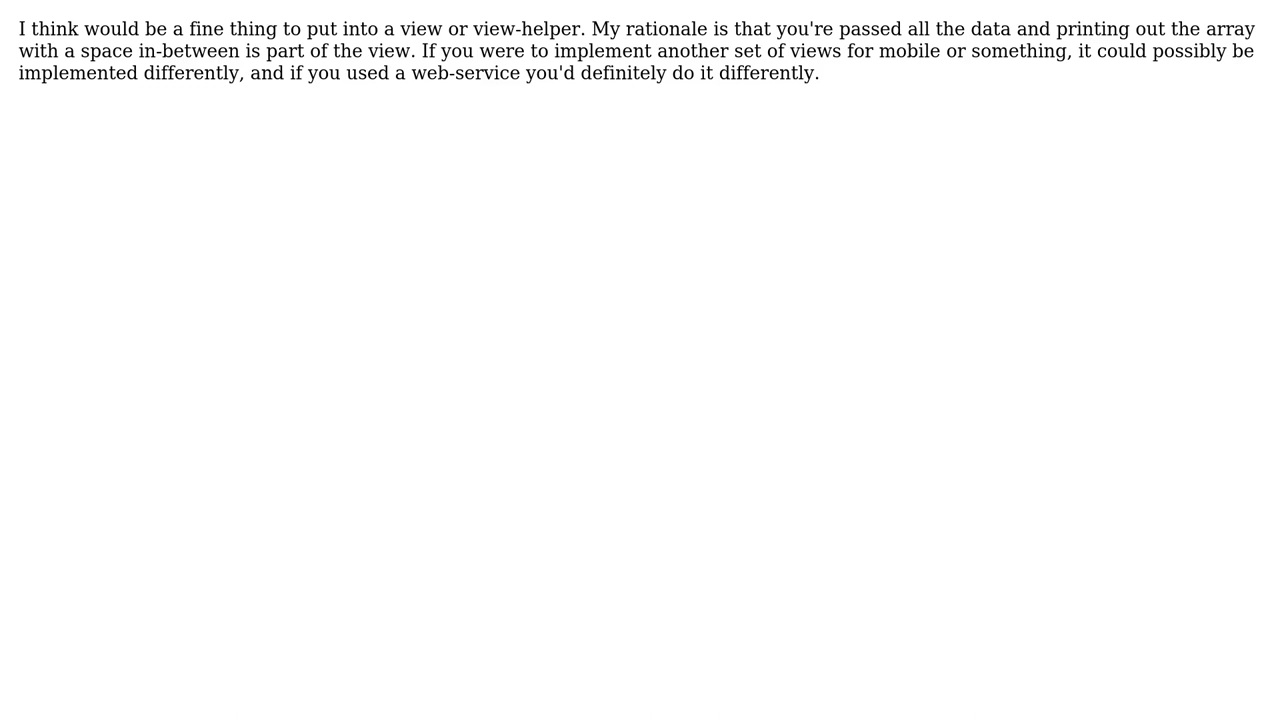 I think would be a fine thing to put into a view or view-helper. My rationale is that you're passed all the data and printing out the array
with a space in-between is part of the view. If you were to implement another set of views for mobile or something, it could possibly be
implemented differently, and if you used a web-service you'd definitely do it differently.